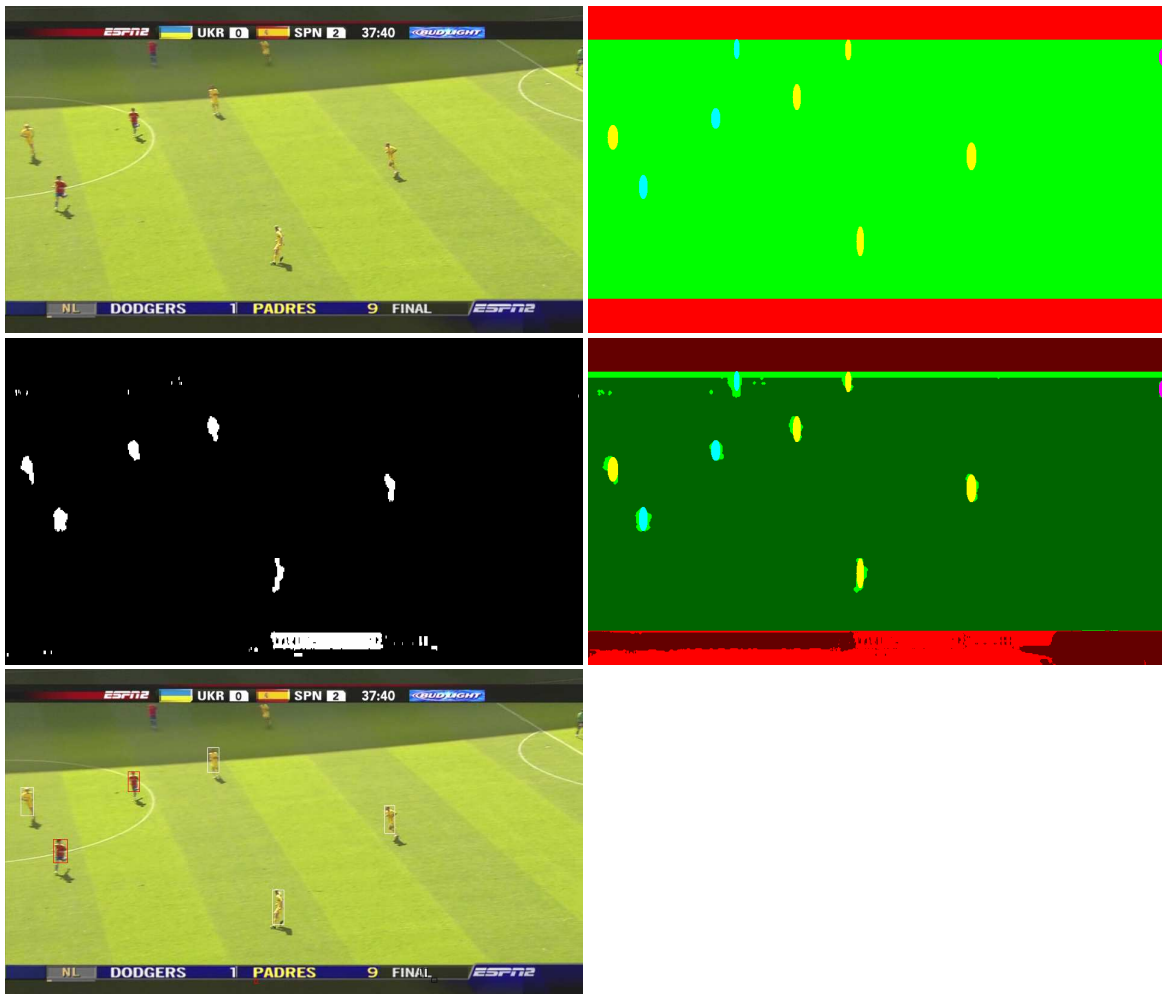 ESPN2 UKR 0 SPN 2 37:40 BUD LIGHT
NL DODGERS 1 PADRES 9 FINAL ESPN2
ESPN2 UKR 0 SPN 2 37:40 BUD LIGHT
NL DODGERS 1 PADRES 9 FINAL ESPN2